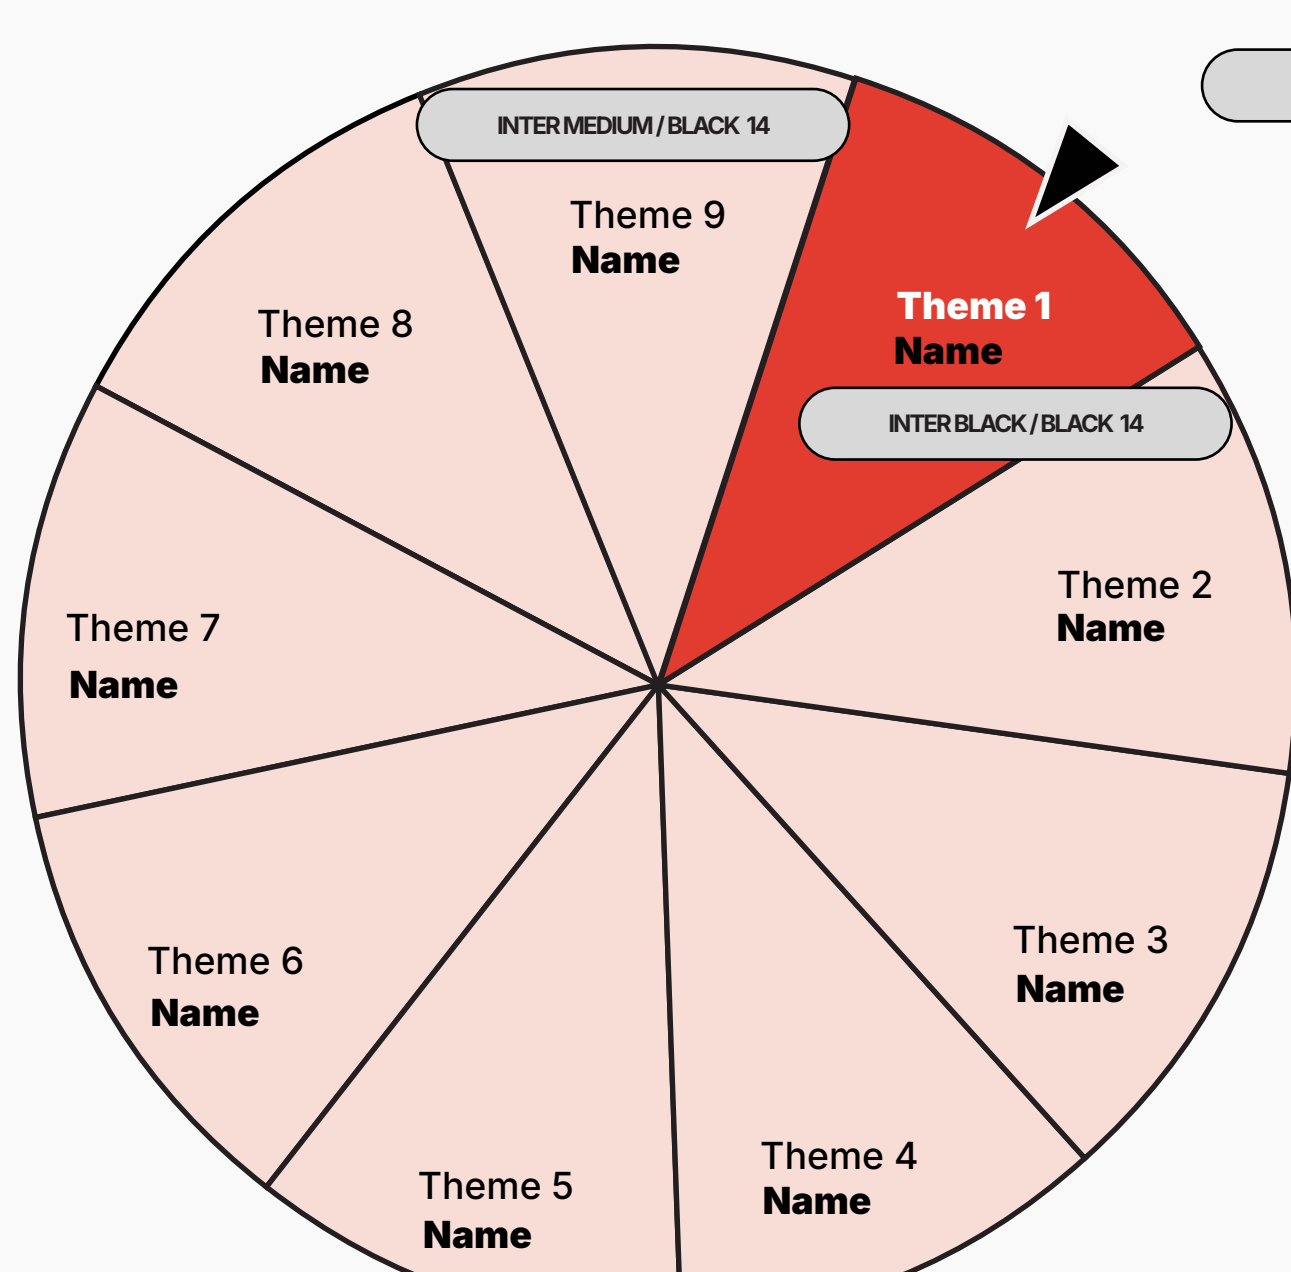 INTER MEDIUM / BLACK 14
Theme 9
Name
Theme 1
Name
INTER BLACK / BLACK 14
Theme 8
Name
Theme 2
Name
Theme 7
Name
Theme 3
Name
Theme 6
Name
Theme 4
Name
Theme 5
Name